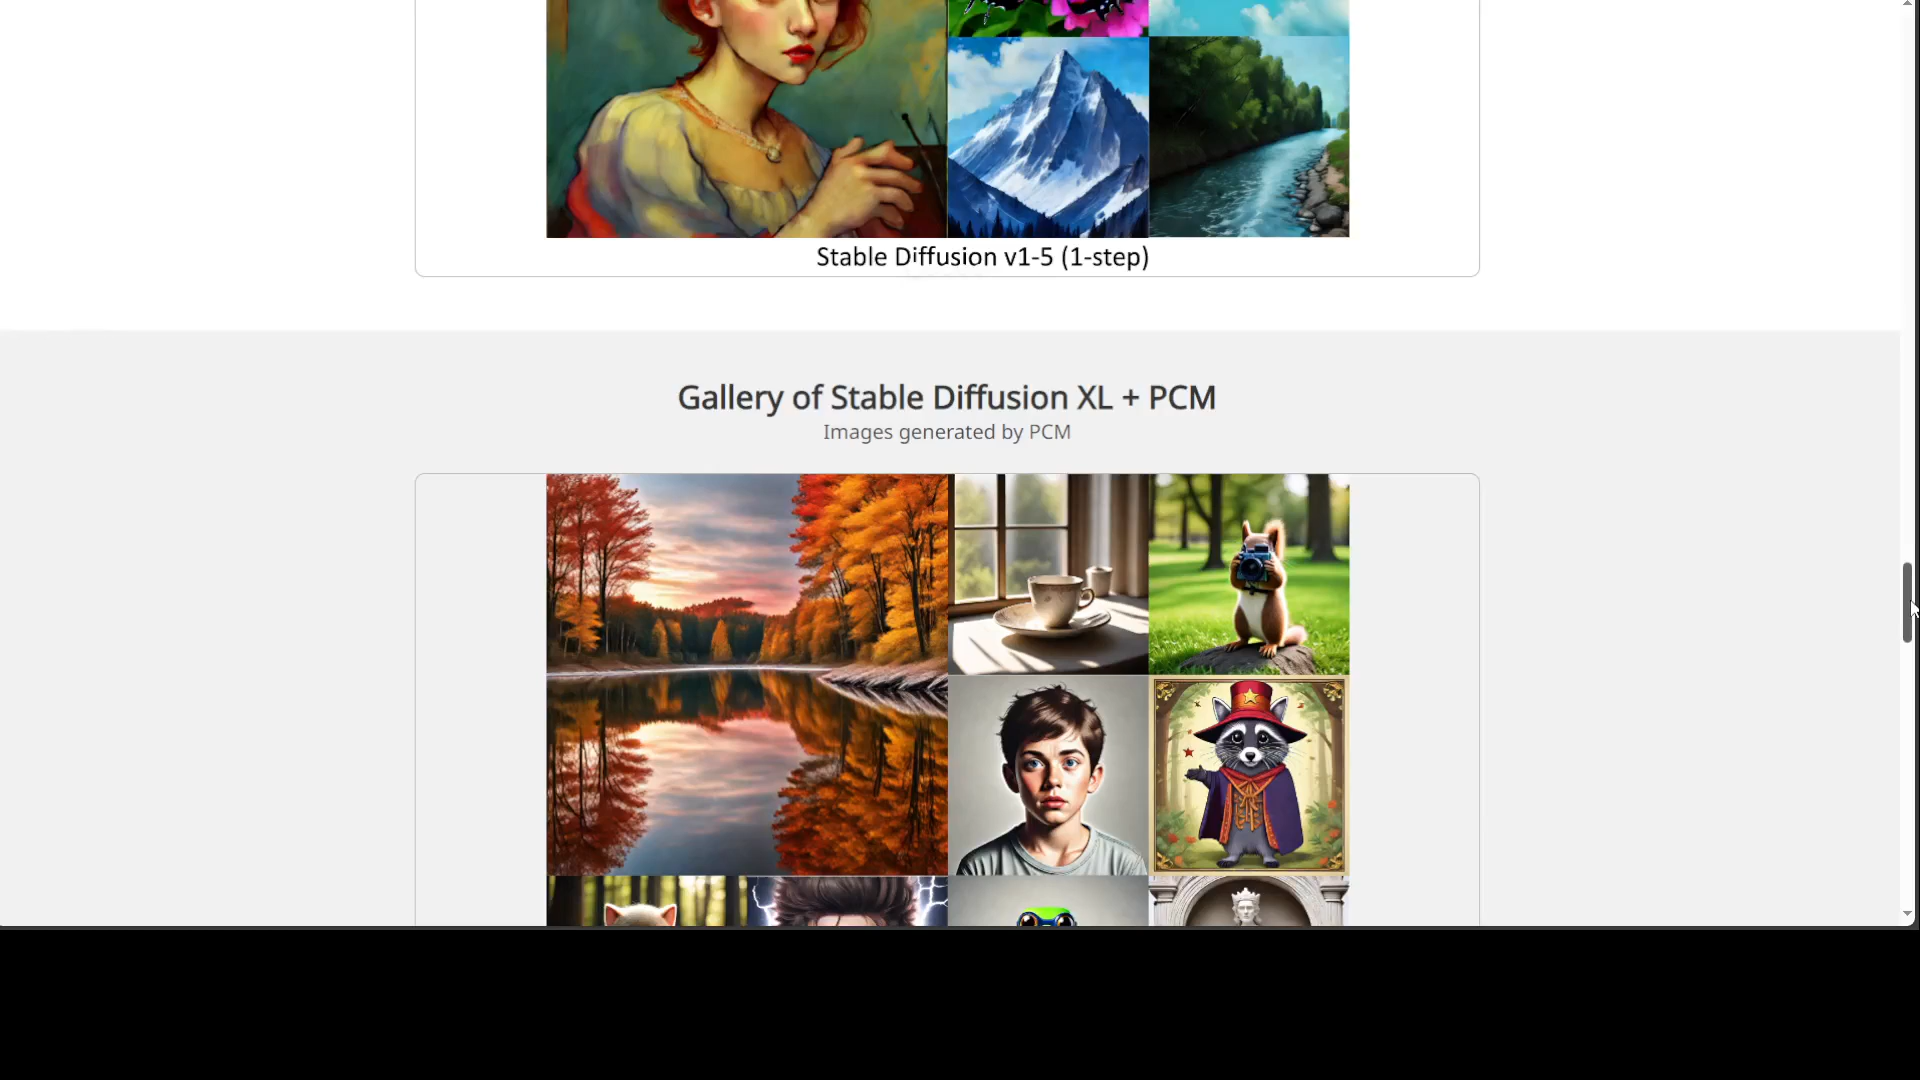 Stable Diffusion v1-5 (1-step)
Gallery of Stable Diffusion XL + PCM
Images generated by PCM